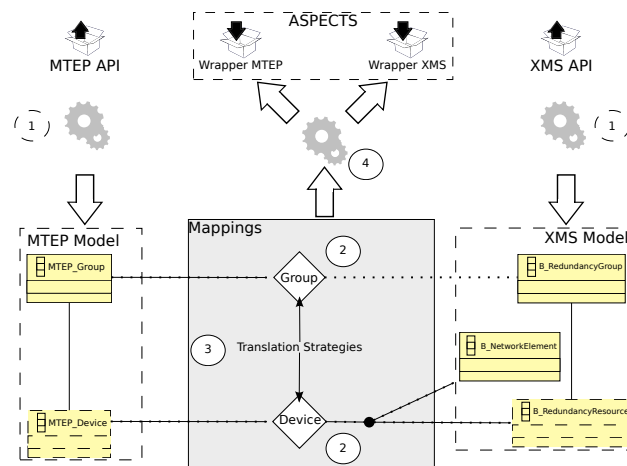 ASPECTS
MTEP API
Wrapper MTEP
Wrapper XMS
XMS API
1
1
4
MTEP Model
Mappings
XMS Model
2
MTEP_Group
Group
B_RedundancyGroup
3
Translation Strategies
B_NetworkElement
MTEP_Device
Device
B_RedundancyResource
2